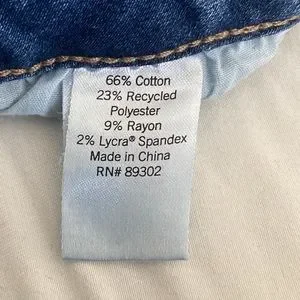 66% Cotton
23% Recycled
Polyester
9% Rayon
2% Lycra® Spandex
Made in China
RN# 89302